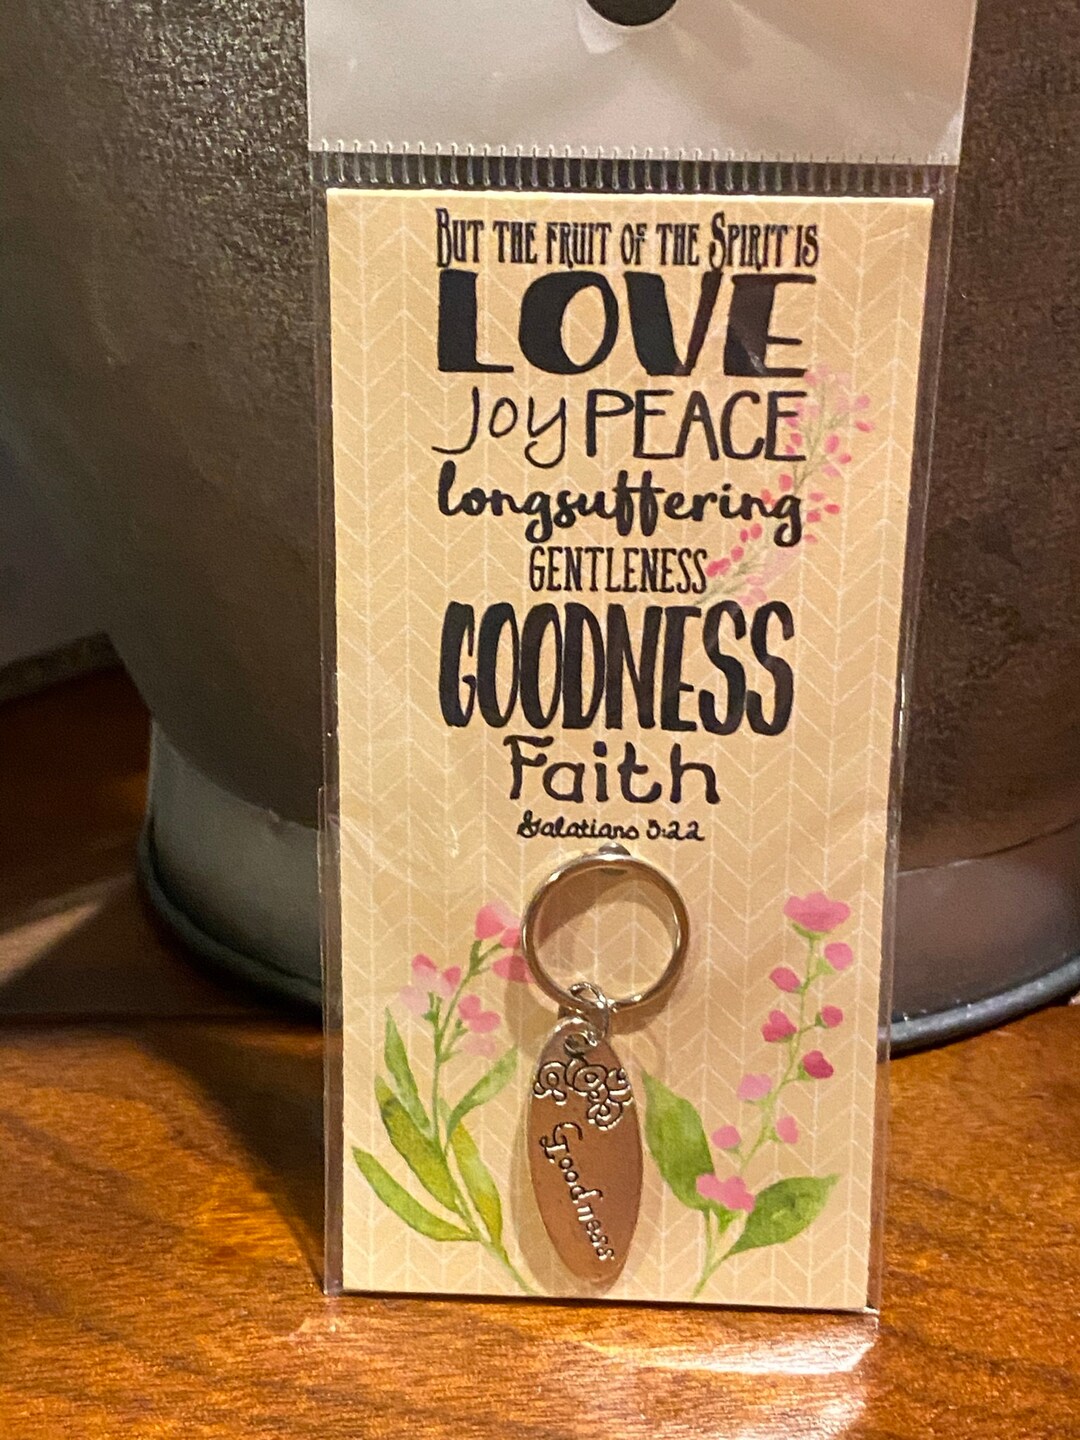 BUT THE FRUIT OF THE SPIRIT IS
LOVE
Joy PEACE
longsuffering
GENTLENESS
GOODNESS
Faith
Galatians 5:22
Goodness